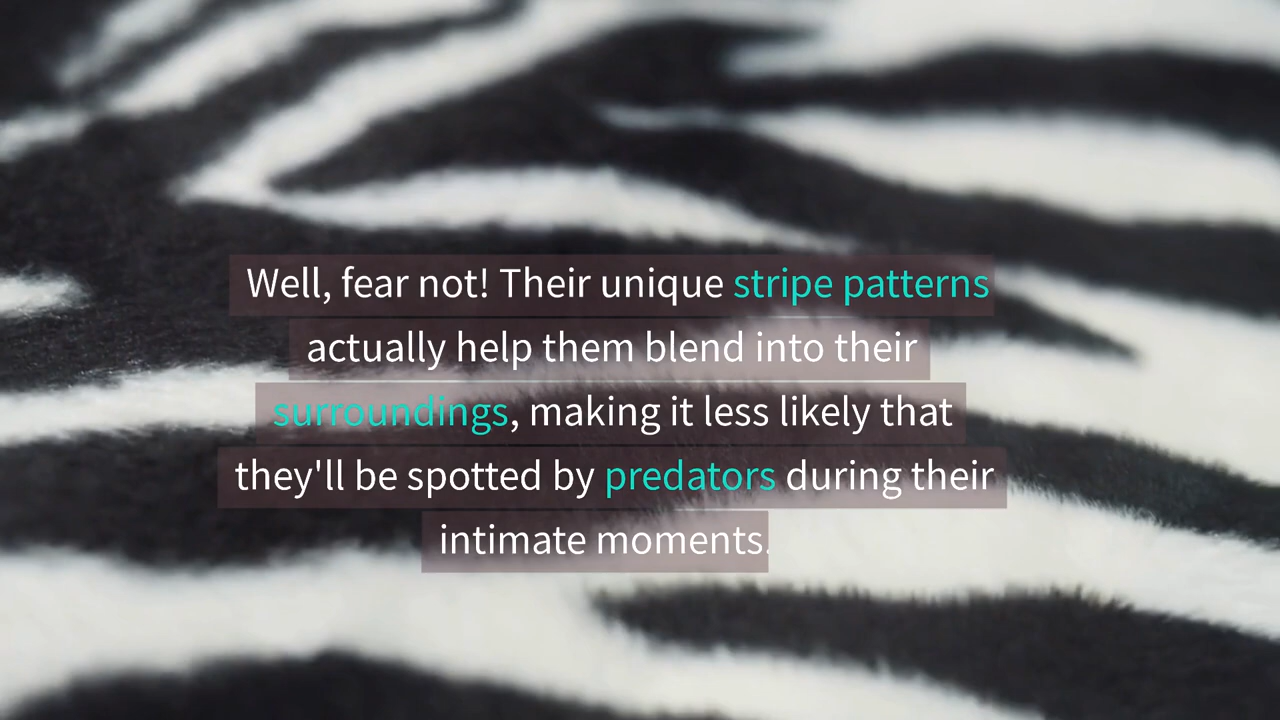 Well, fear not! Their unique stripe patterns
actually help them blend into their
surroundings, making it less likely that
they'll be spotted by predators during their
intimate moments.